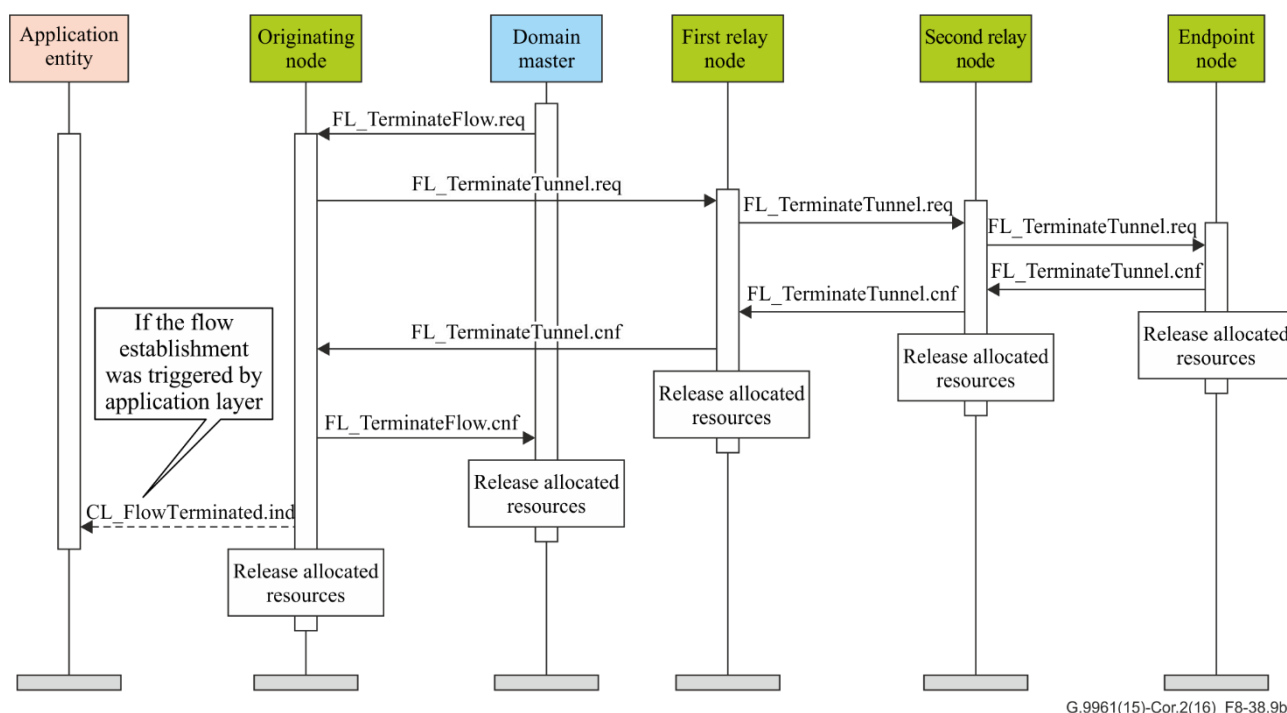 Application
entity
Originating
node
Domain
master
First relay
node
Second relay
node
Endpoint
node
FL_TerminateFlow.req
FL_TerminateTunnel.req
FL_TerminateTunnel.req
FL_TerminateTunnel.req
FL_TerminateTunnel.cnf
FL_TerminateTunnel.cnf
FL_TerminateTunnel.cnf
If the flow
establishment
was triggered by
application layer
Release allocated
resources
Release allocated
resources
Release allocated
resources
FL_TerminateFlow.cnf
Release allocated
resources
CL_FlowTerminated.ind
Release allocated
resources
G.9961(15)-Cor.2(16)_F8-38.9b